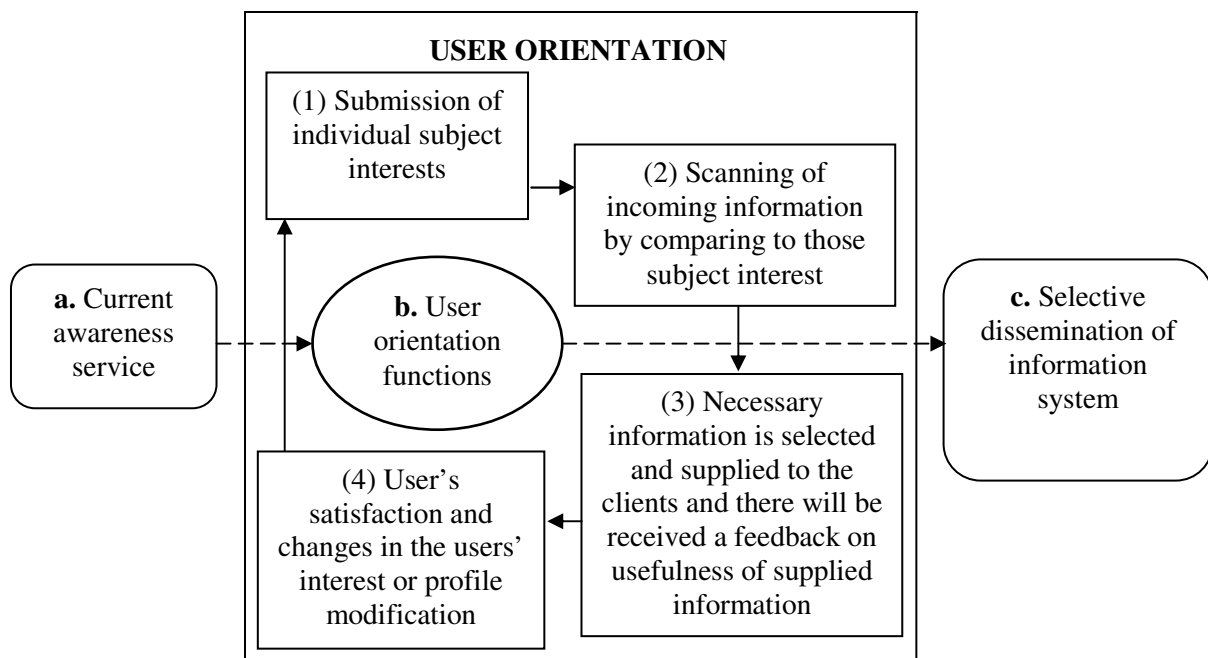 USER ORIENTATION
(1) Submission of
individual subject
interests
(2) Scanning of
incoming information
by comparing to those
subject interest
a. Current
awareness
service
b. User
orientation
functions
c. Selective
dissemination of
information
system
(3) Necessary
information is selected
and supplied to the
clients and there will be
received a feedback on
usefulness of supplied
information
(4) User’s
satisfaction and
changes in the users’
interest or profile
modification